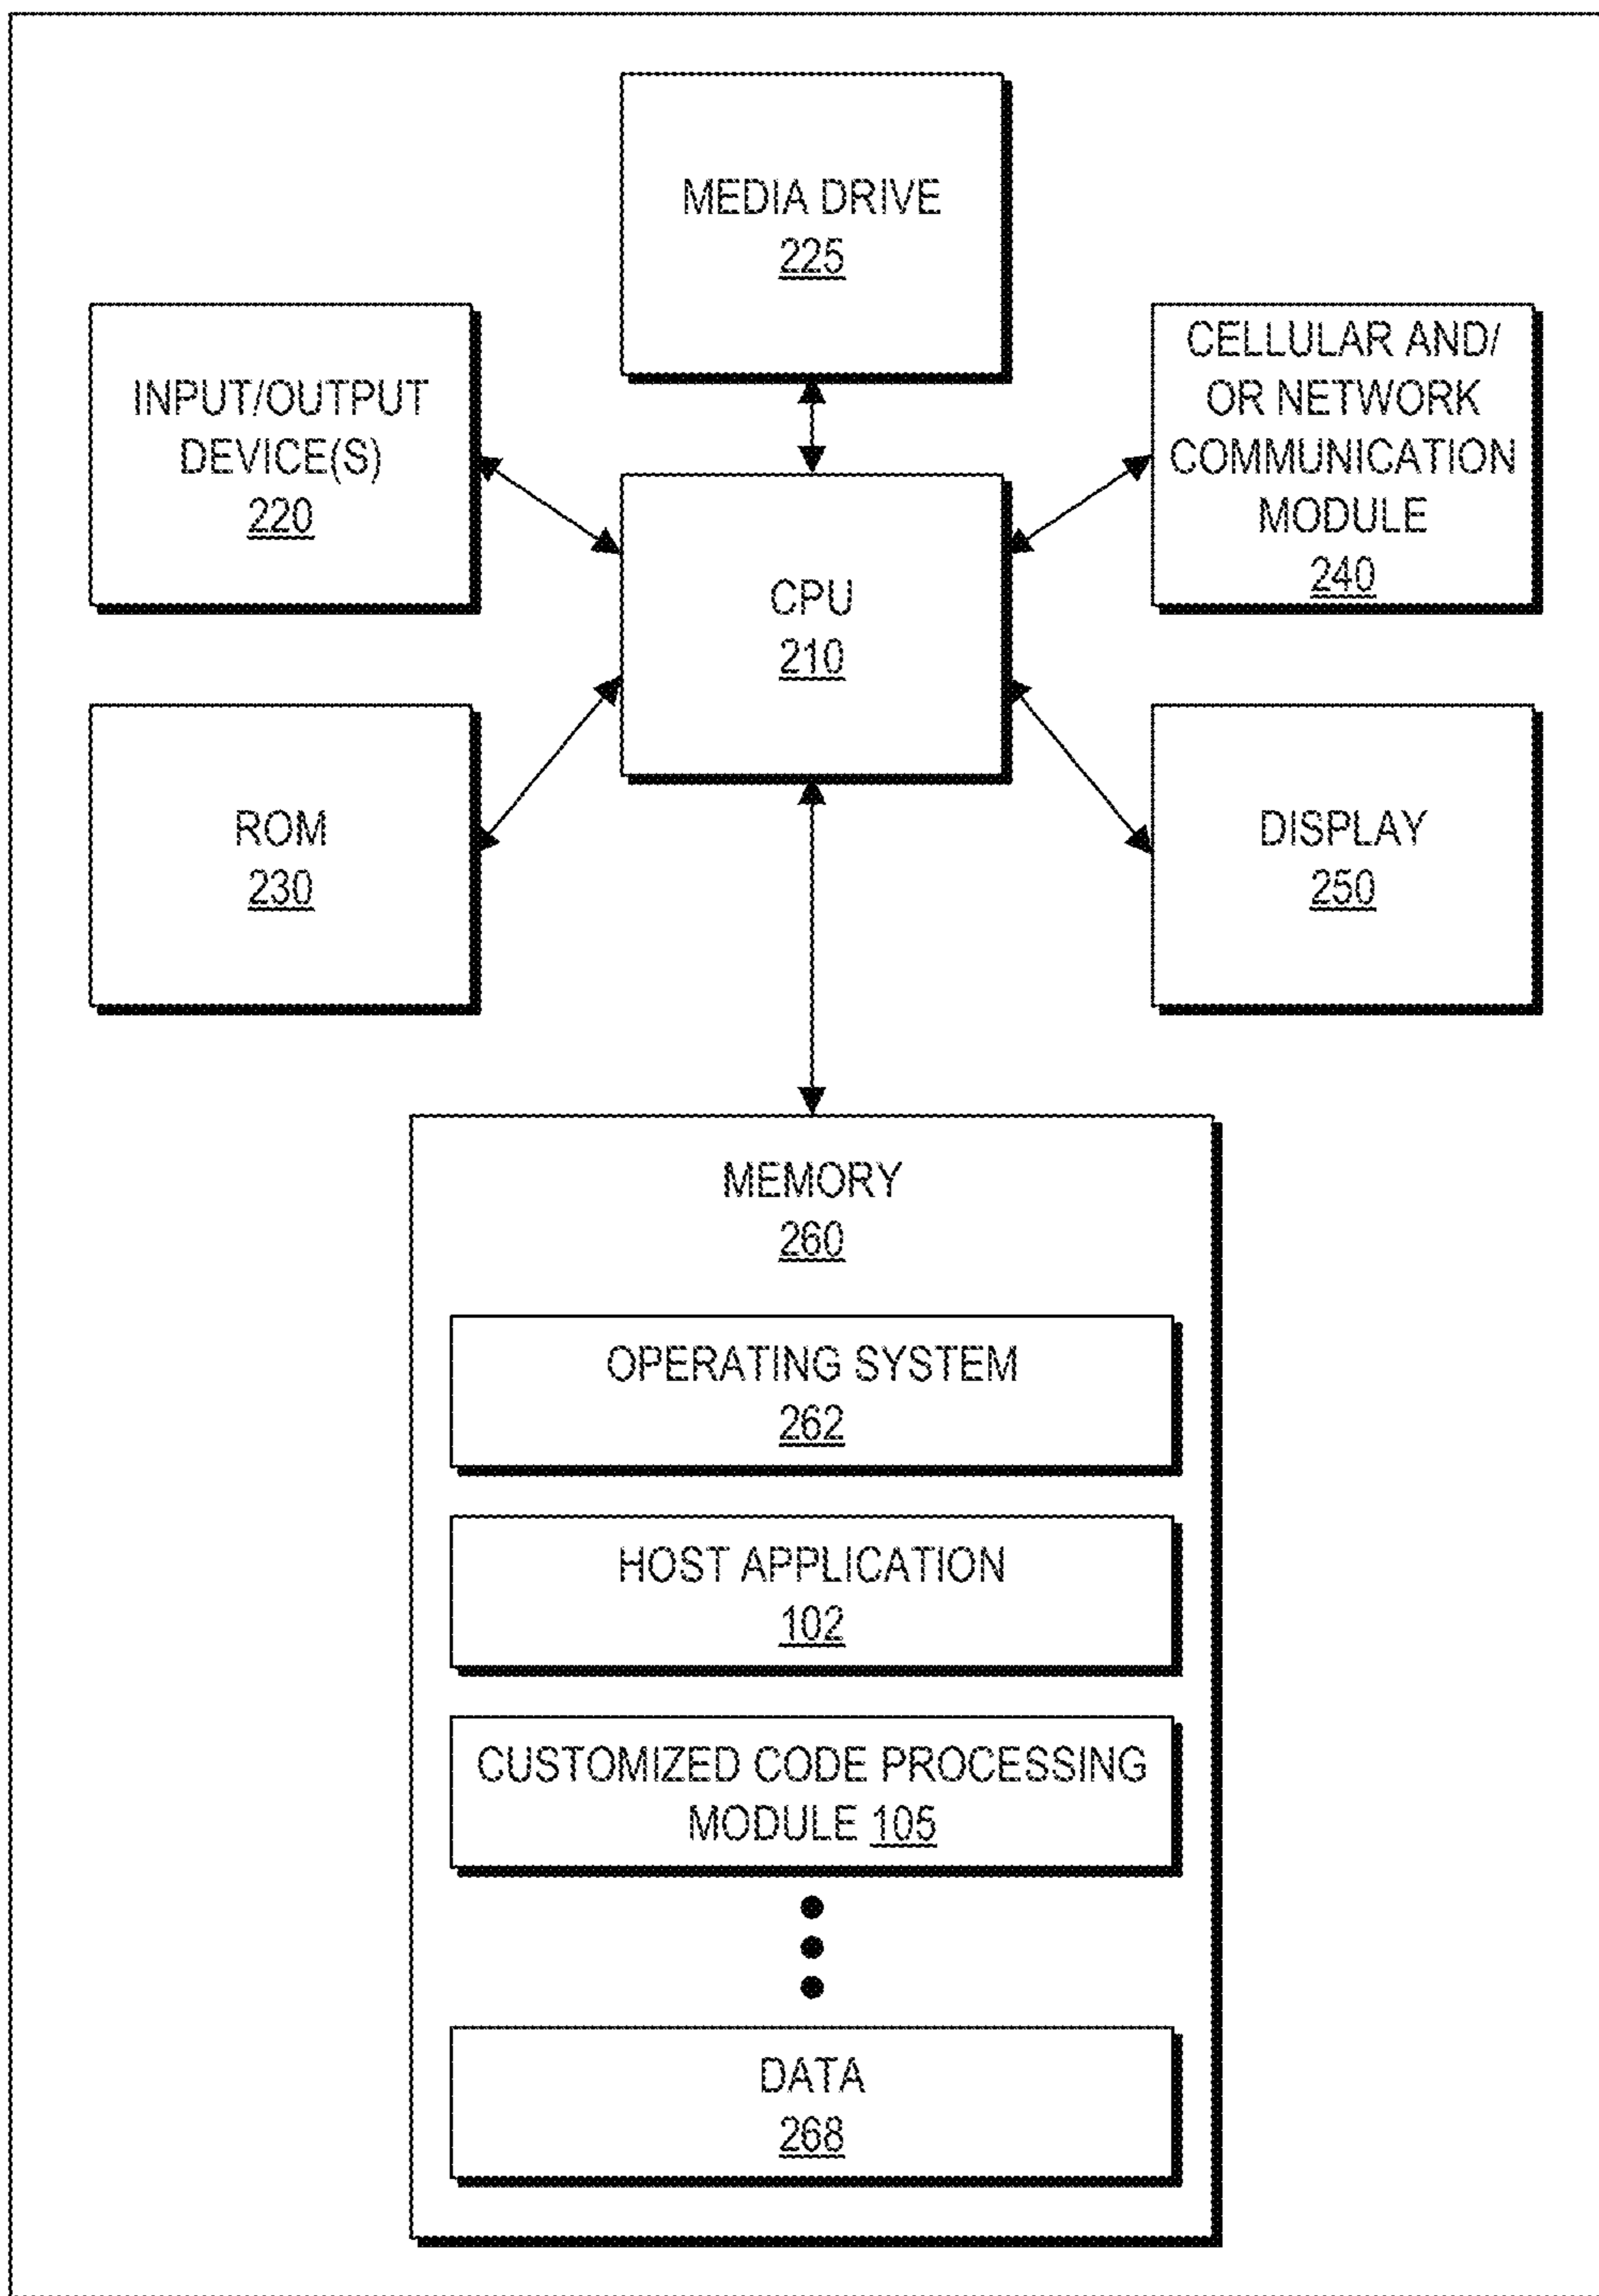 MEDIA DRIVE
225
INPUT/OUTPUT
DEVICE(S)
220
CELLULAR AND/
OR NETWORK
COMMUNICATION
MODULE
240
CPU
210
ROM
230
DISPLAY
250
MEMORY
260
OPERATING SYSTEM
262
HOST APPLICATION
102
CUSTOMIZED CODE PROCESSING
MODULE 105
DATA
268